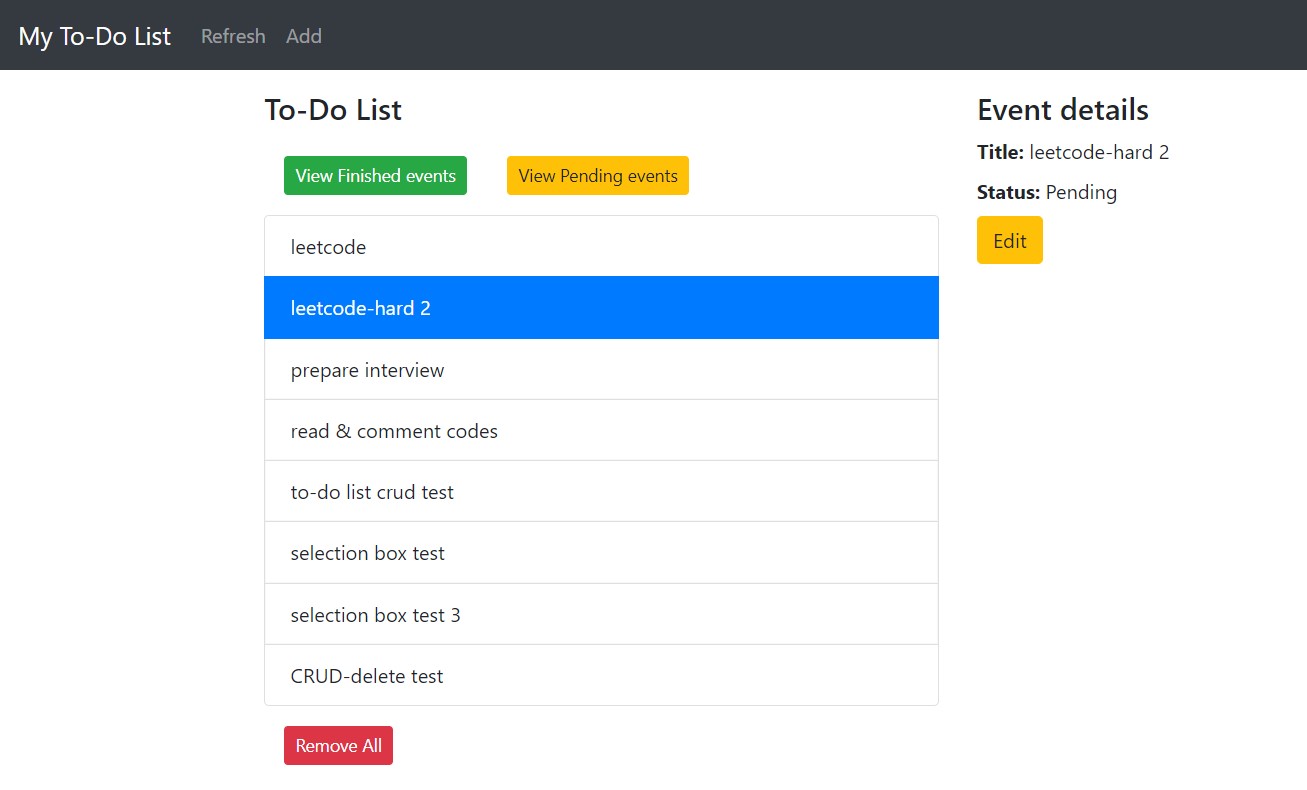 My To-Do List Refresh Add
To-Do List
View Finished events View Pending events
leetcode
leetcode-hard 2
prepare interview
read & comment codes
to-do list crud test
selection box test
selection box test 3
CRUD-delete test
Remove All
Event details
Title: leetcode-hard 2
Status: Pending
Edit